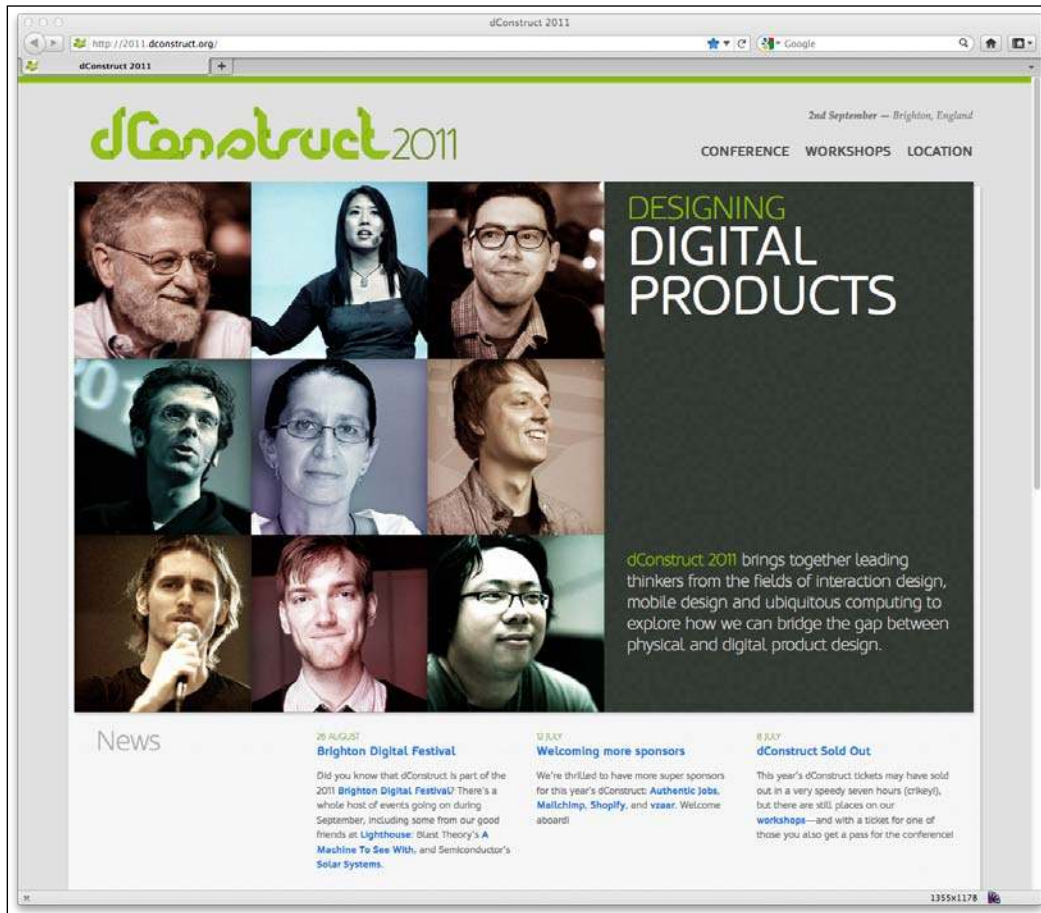 dConstruct 2011
http://2011.dconstruct.org/
Google
dConstruct 2011
dConstruct 2011
2nd September — Brighton, England
CONFERENCE WORKSHOPS LOCATION
DESIGNING
DIGITAL
PRODUCTS
dConstruct 2011 brings together leading
thinkers from the fields of interaction design,
mobile design and ubiquitous computing to
explore how we can bridge the gap between
physical and digital product design.
News
26 AUGUST
Brighton Digital Festival
Did you know that dConstruct is part of the
2011 Brighton Digital Festival? There's a
whole host of events going on during
September, including some from our good
friends at Lighthouse: Blast Theory's A
Machine To See With, and Semiconductor's
Solar Systems.
12 JULY
Welcoming more sponsors
We're thrilled to have more super sponsors
for this year's dConstruct: Authentic Jobs,
Mailchimp, Shopify, and vzaar. Welcome
aboard!
8 JULY
dConstruct Sold Out
This year's dConstruct tickets may have sold
out in a very speedy seven hours (crikey!),
but there are still places on our
workshops—and with a ticket for one of
those you also get a pass for the conference!
1355x1178